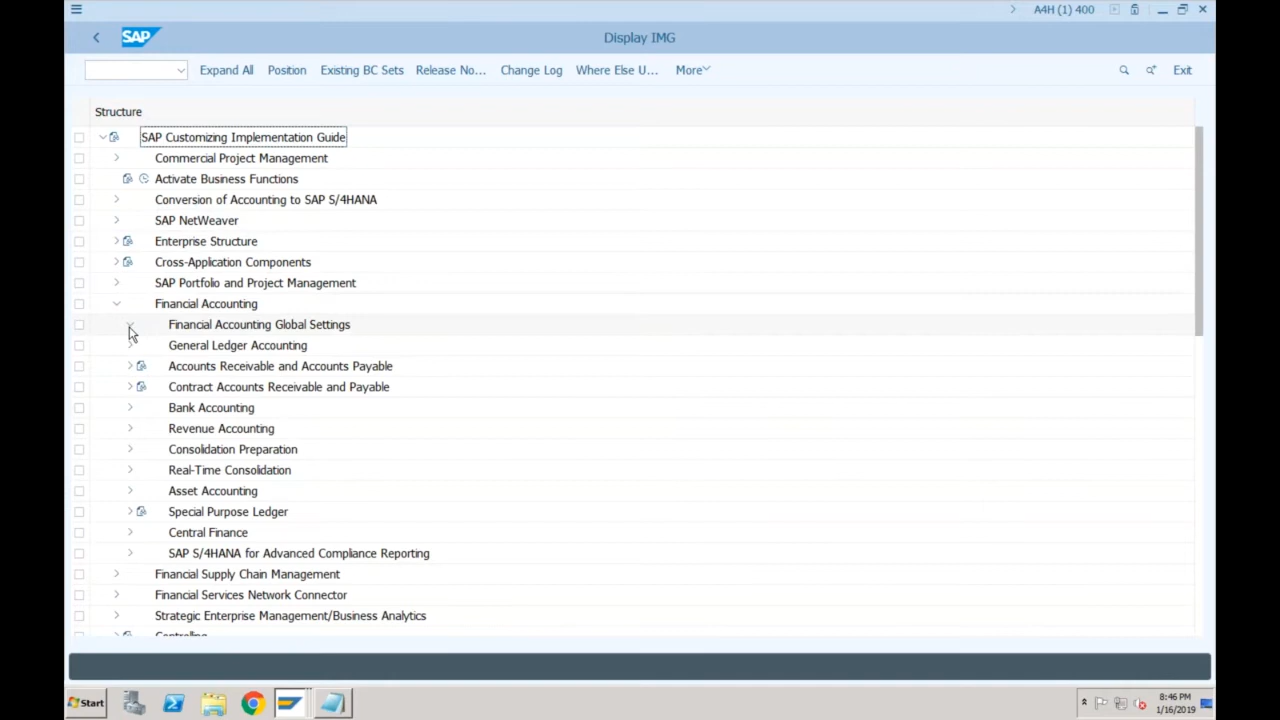 A4H (1) 400
SAP
Display IMG
Expand All
Position
Existing BC Sets
Release No...
Change Log
Where Else U...
More
Exit
Structure
SAP Customizing Implementation Guide
Commercial Project Management
Activate Business Functions
Conversion of Accounting to SAP S/4HANA
SAP NetWeaver
Enterprise Structure
Cross-Application Components
SAP Portfolio and Project Management
Financial Accounting
Financial Accounting Global Settings
General Ledger Accounting
Accounts Receivable and Accounts Payable
Contract Accounts Receivable and Payable
Bank Accounting
Revenue Accounting
Consolidation Preparation
Real-Time Consolidation
Asset Accounting
Special Purpose Ledger
Central Finance
SAP S/4HANA for Advanced Compliance Reporting
Financial Supply Chain Management
Financial Services Network Connector
Strategic Enterprise Management/Business Analytics
Controlling
Start
8:46 PM
1/16/2019